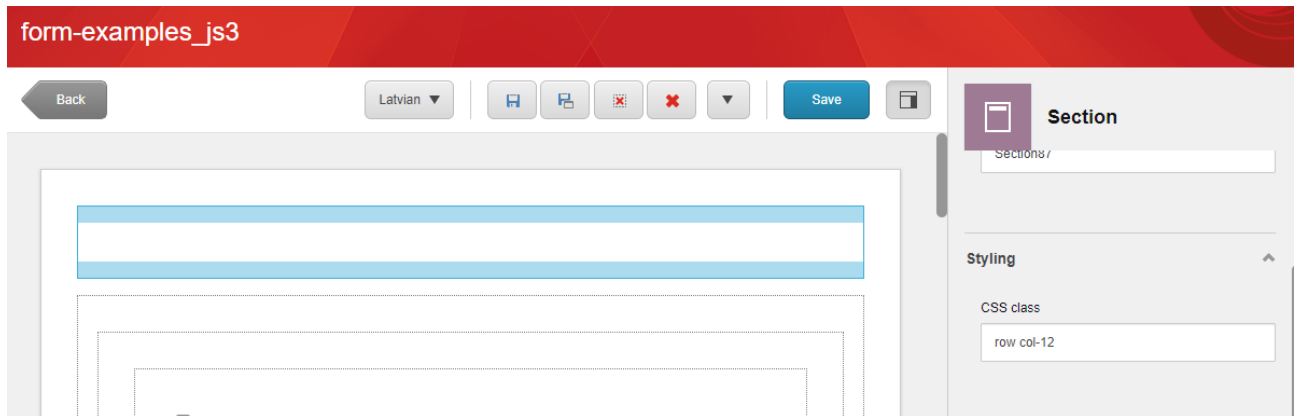 form-examples_js3
Back
Latvian
Save
Section
Section87
Styling
CSS class
row col-12